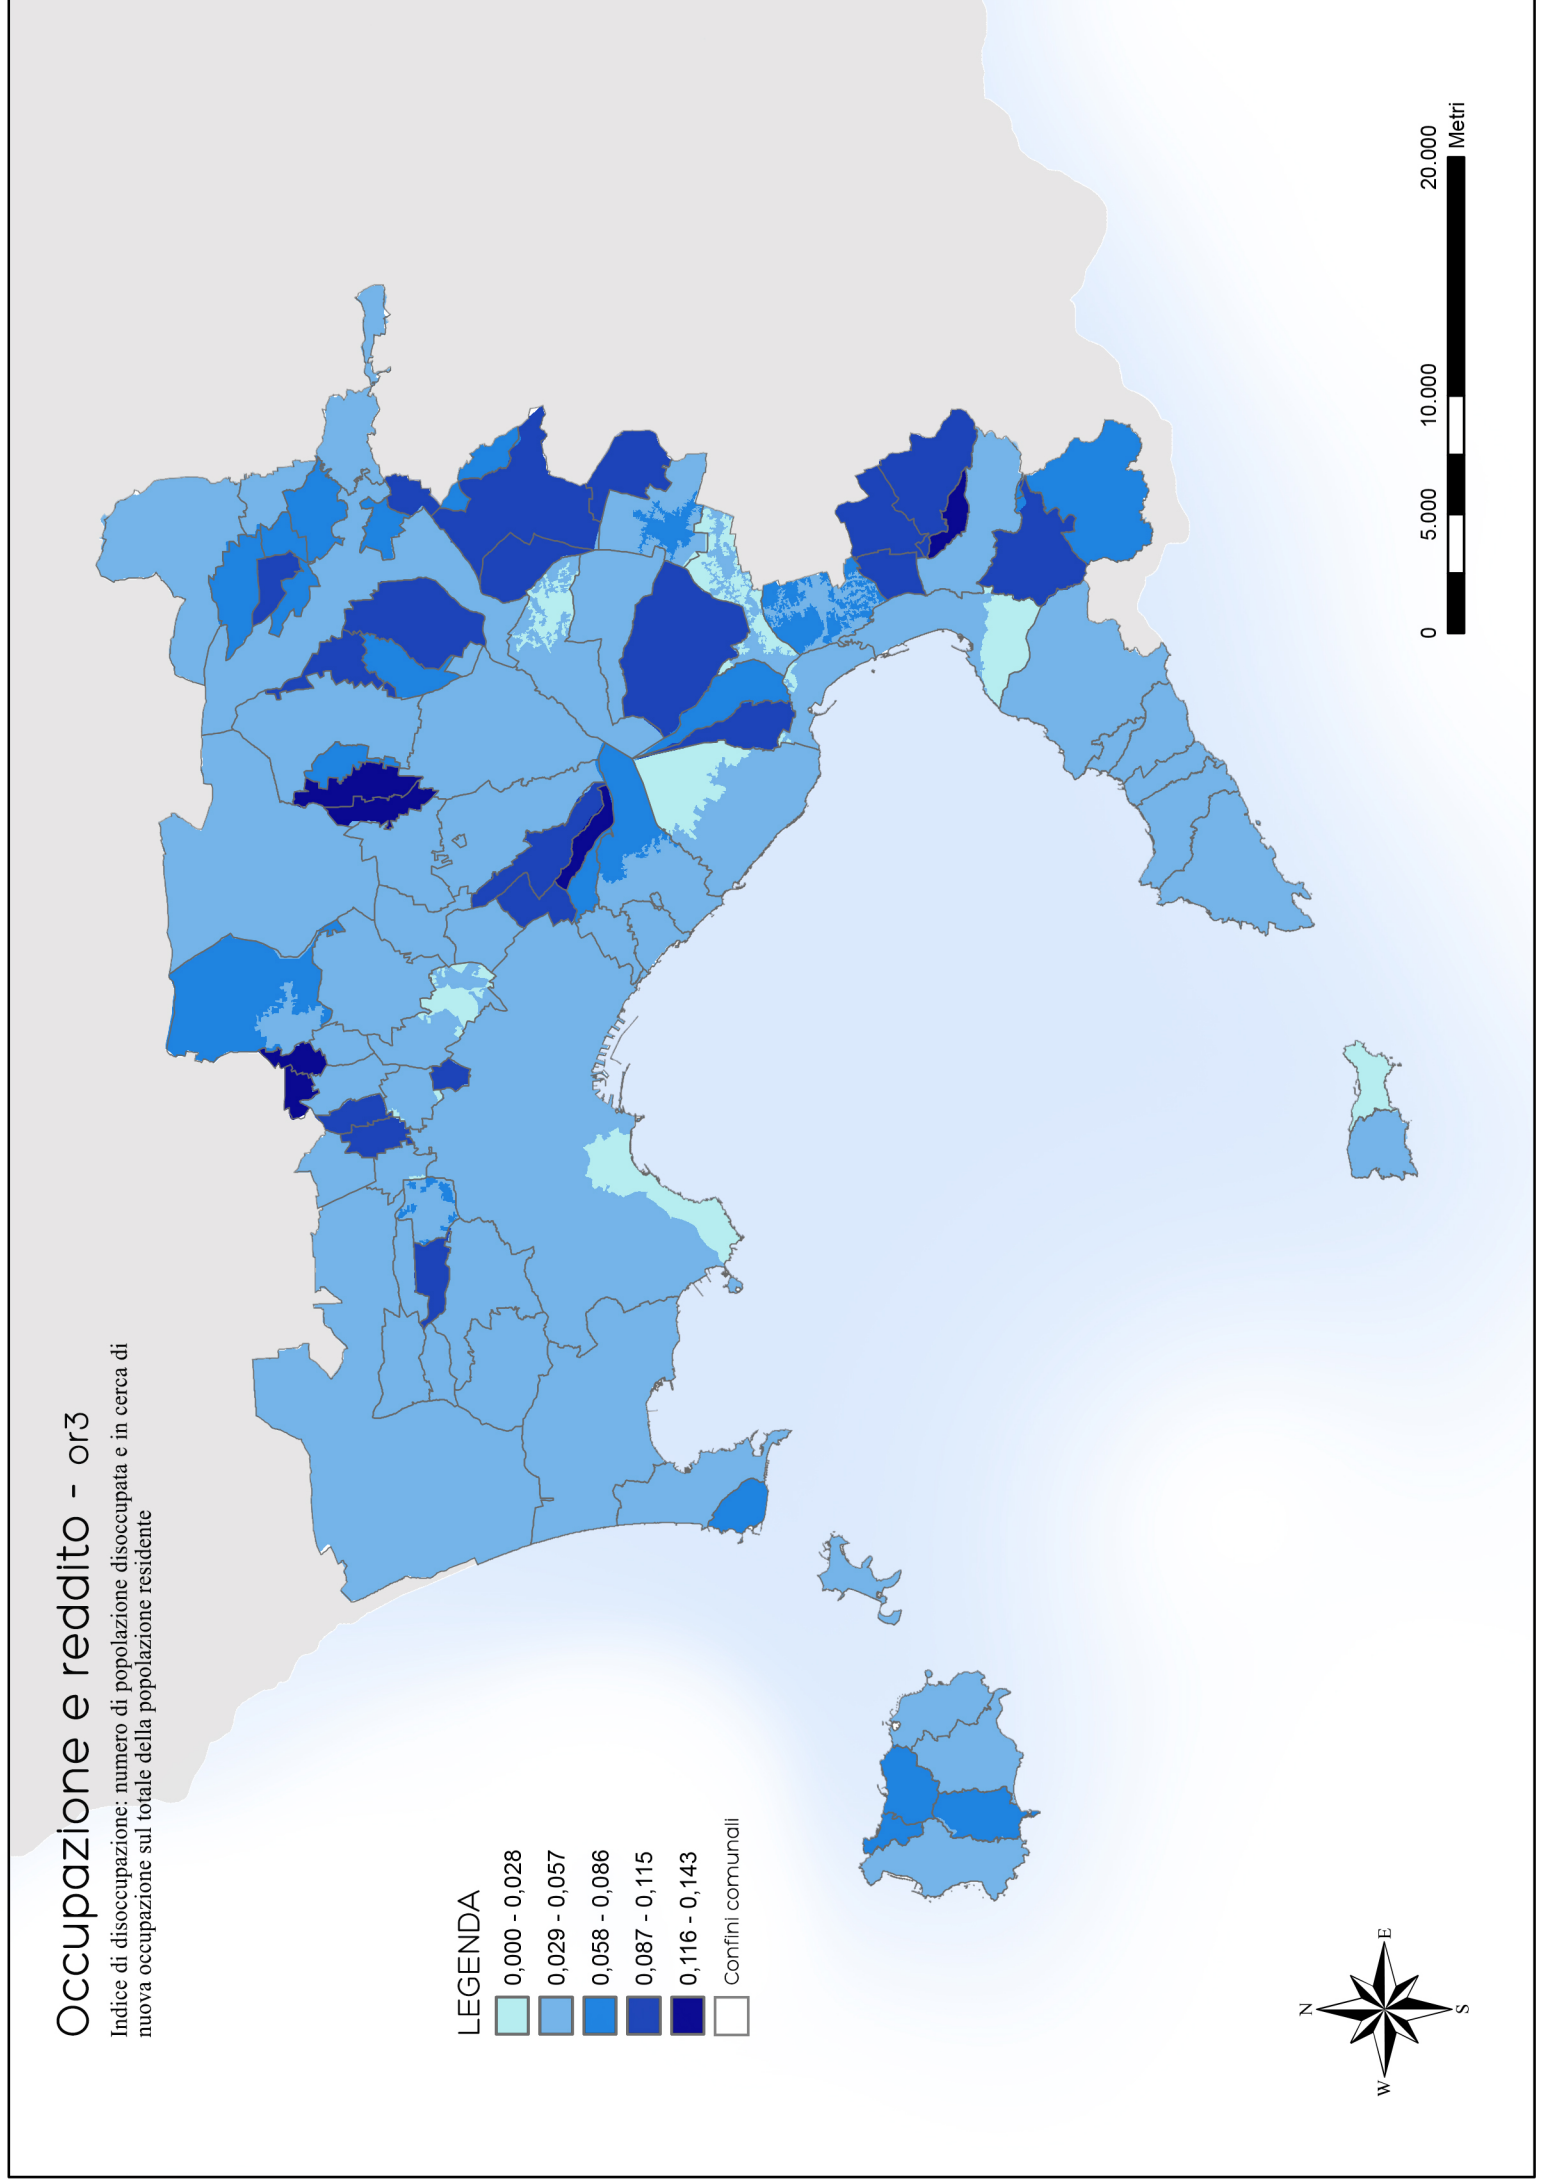 Occupazione e reddito - or3
Indice di disoccupazione: numero di popolazione disoccupata e in cerca di
nuova occupazione sul totale della popolazione residente
LEGENDA
0,000 - 0,028
0,029 - 0,057
0,058 - 0,086
0,087 - 0,115
0,116 - 0,143
Confini comunali
N
W E
S
0 5.000 10.000 20.000
Metri